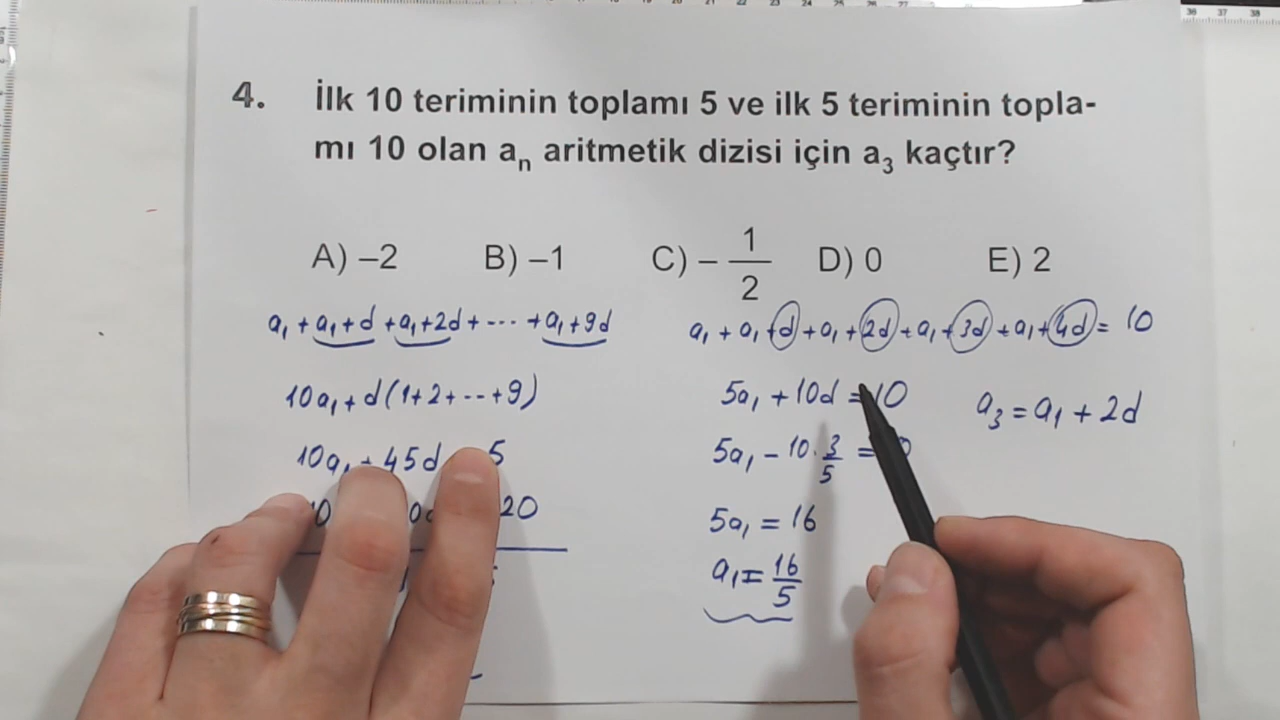 4. İlk 10 teriminin toplamı 5 ve ilk 5 teriminin topla-
mı 10 olan aₙ aritmetik dizisi için a₃ kaçtır?
A) –2 B) –1 C) – 1/2 D) 0 E) 2
a₁ + a₁+d + a₁+2d + ··· + a₁+9d
10a₁ + d(1+2+···+9)
10a₁ + 45d 5
20
a₁ + a₁+d + a₁+2d + a₁+3d + a₁+4d = 10
5a₁ + 10d = 10
5a₁ – 10·3/5 =
5a₁ = 16
a₁ = 16/5
a₃ = a₁ + 2d